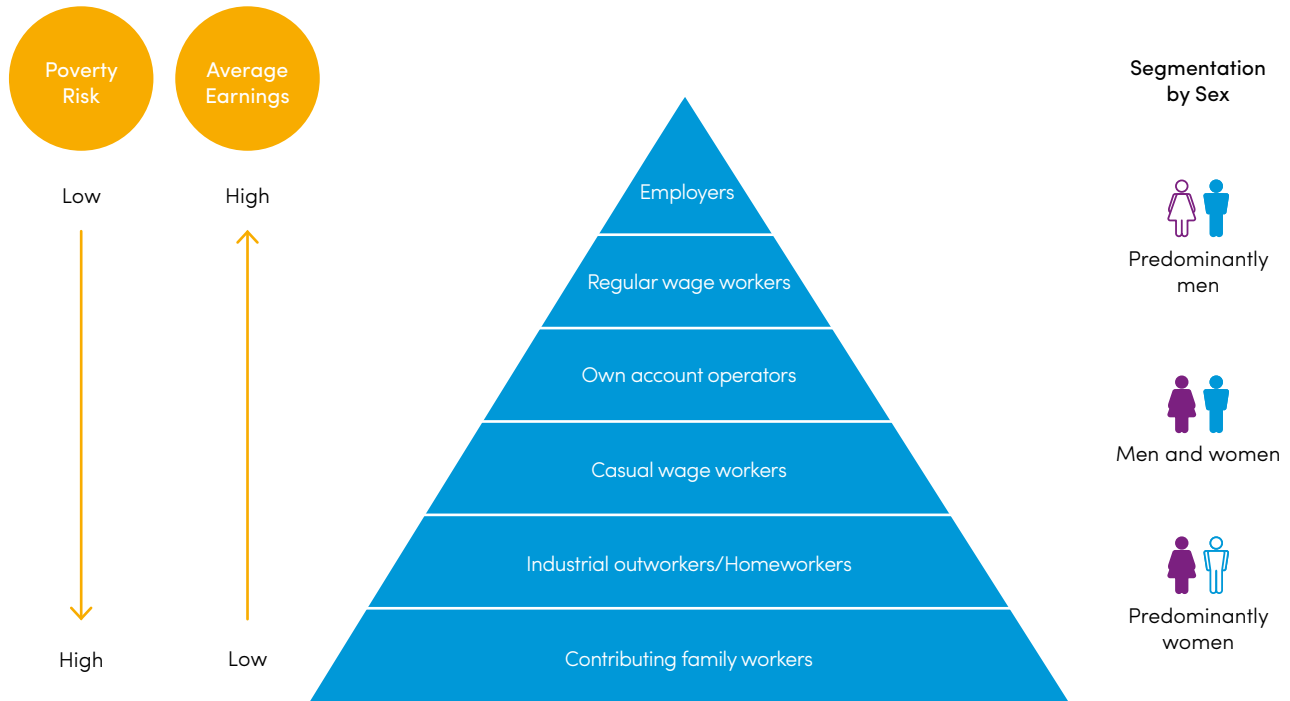 Poverty
Risk
Average
Earnings
Low
High
High
Low
Employers
Regular wage workers
Own account operators
Casual wage workers
Industrial outworkers/Homeworkers
Contributing family workers
Segmentation
by Sex
Predominantly
men
Men and women
Predominantly
women